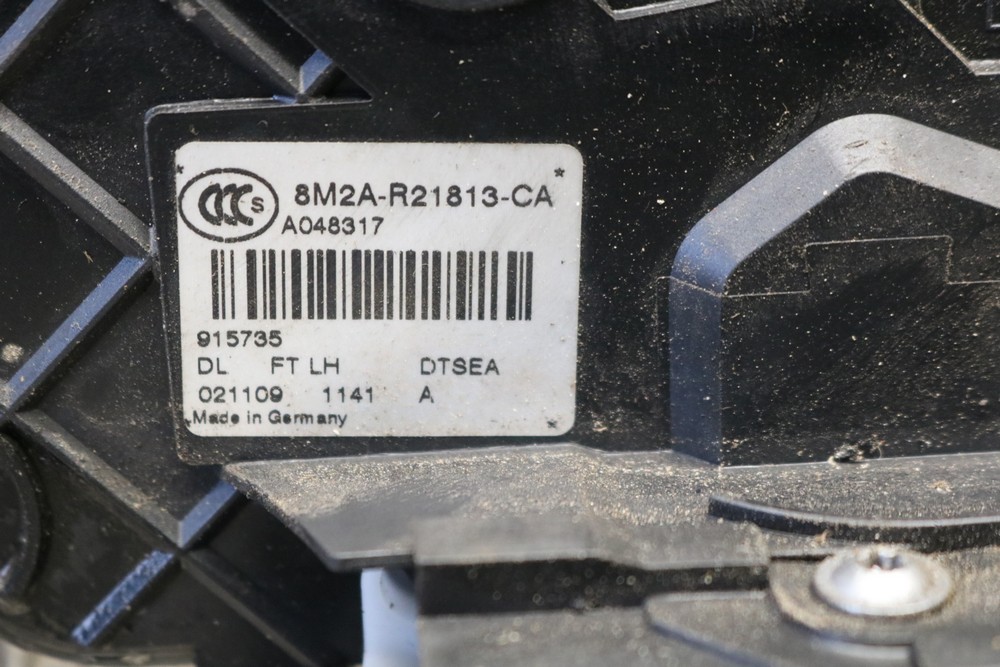 CCC S 8M2A-R21813-CA
A048317
915735
DL FT LH DTSEA
021109 1141 A
Made in Germany